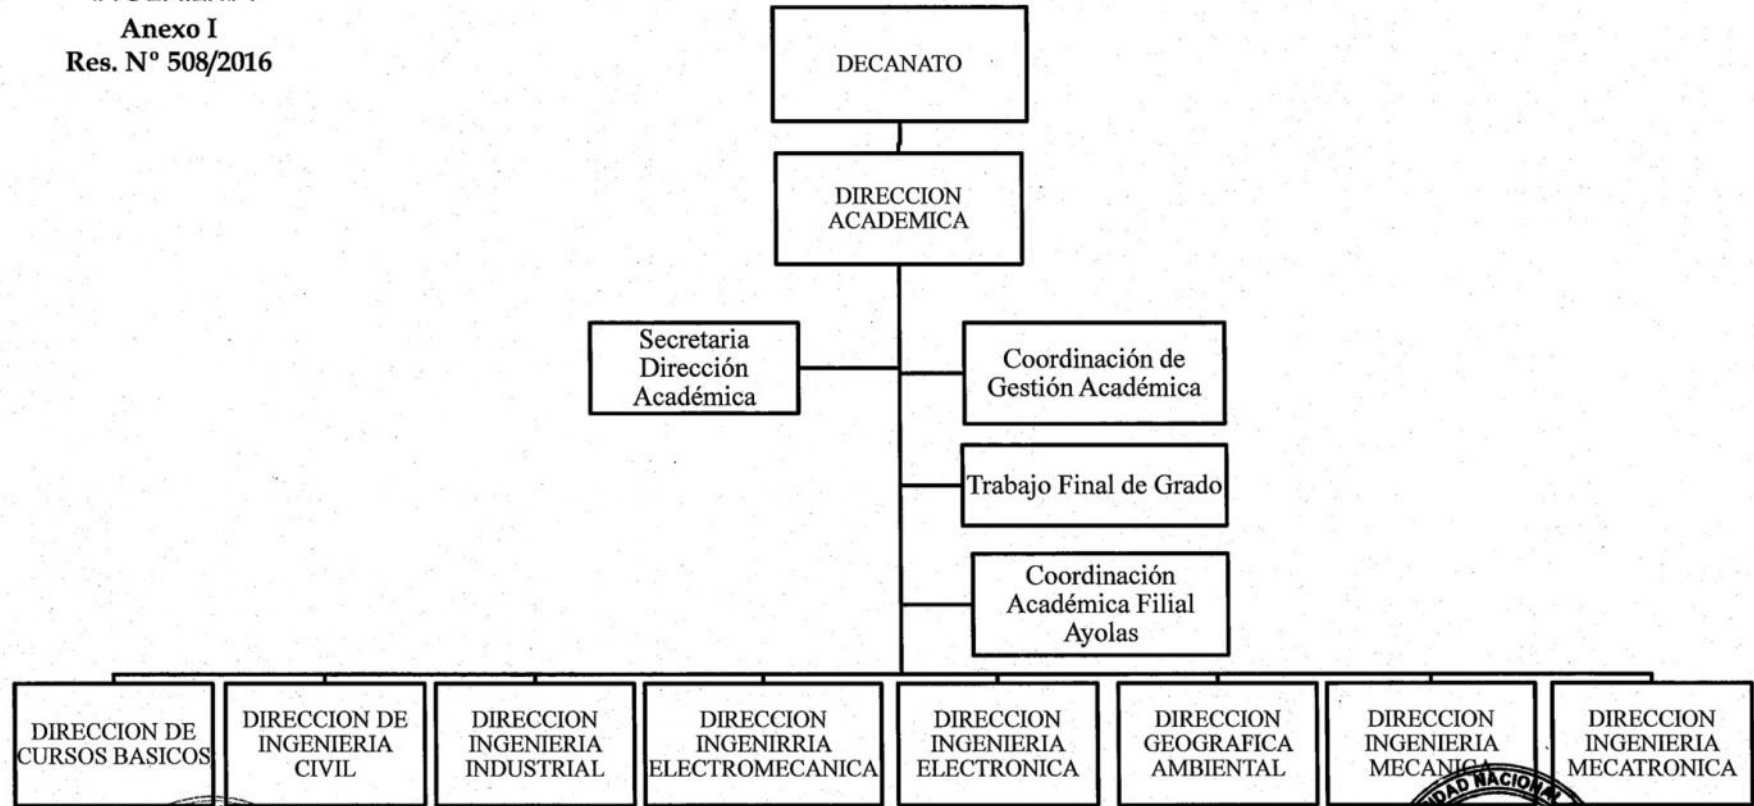 Anexo I
Res. Nº 508/2016
DECANATO
DIRECCION
ACADEMICA
Secretaria
Dirección
Académica
Coordinación de
Gestión Académica
Trabajo Final de Grado
Coordinación
Académica Filial
Ayolas
DIRECCION DE
CURSOS BASICOS
DIRECCION DE
INGENIERIA
CIVIL
DIRECCION
INGENIERIA
INDUSTRIAL
DIRECCION
INGENIRRIA
ELECTROMECANICA
DIRECCION
INGENIERIA
ELECTRONICA
DIRECCION
GEOGRAFICA
AMBIENTAL
DIRECCION
INGENIERIA
MECANICA
DIRECCION
INGENIERIA
MECATRONICA
NACIONAL